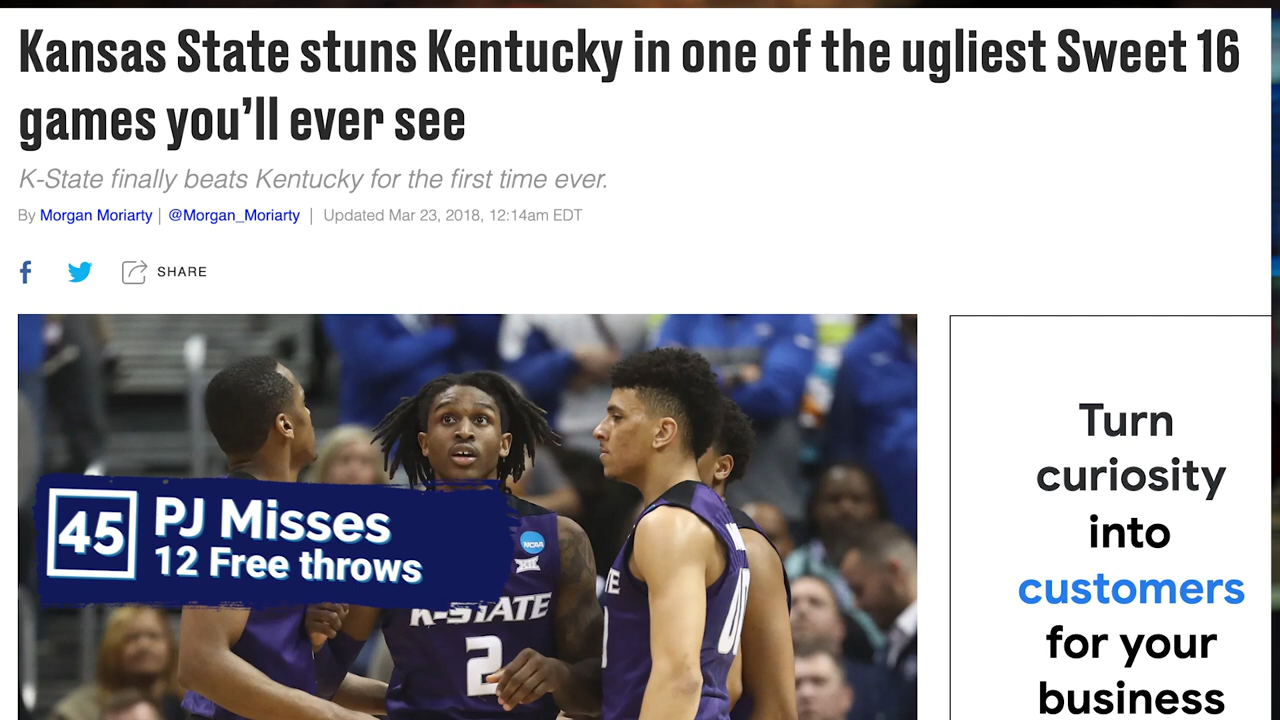 Kansas State stuns Kentucky in one of the ugliest Sweet 16
games you’ll ever see
K-State finally beats Kentucky for the first time ever.
By Morgan Moriarty | @Morgan_Moriarty | Updated Mar 23, 2018, 12:14am EDT
f
SHARE
45
PJ Misses
12 Free throws
NCAA
XII
K-STATE
2
Turn
curiosity
into
customers
for your
business